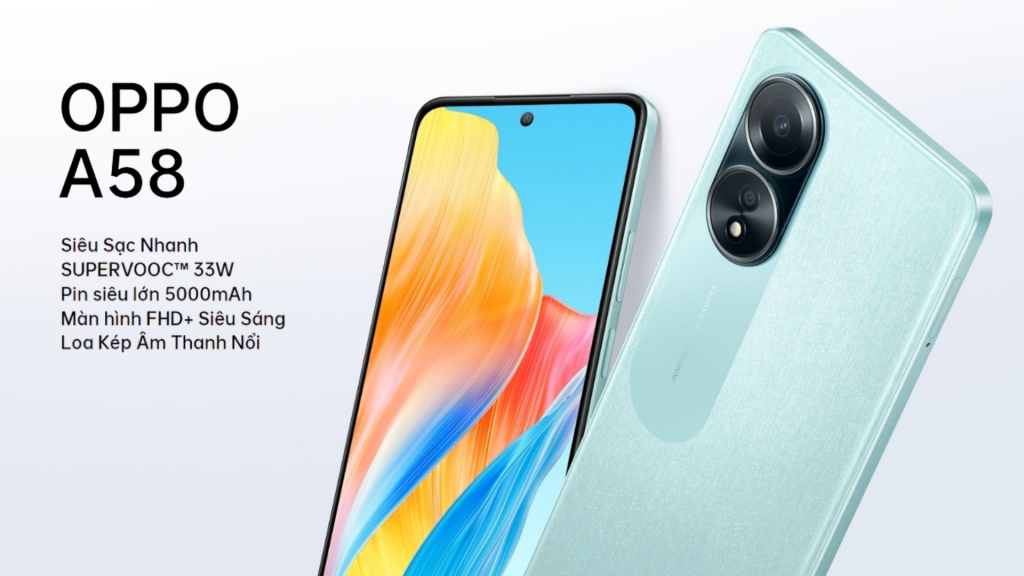 OPPO
A58
Siêu Sạc Nhanh
SUPERVOOC™ 33W
Pin siêu lớn 5000mAh
Màn hình FHD+ Siêu Sáng
Loa Kép Âm Thanh Nổi